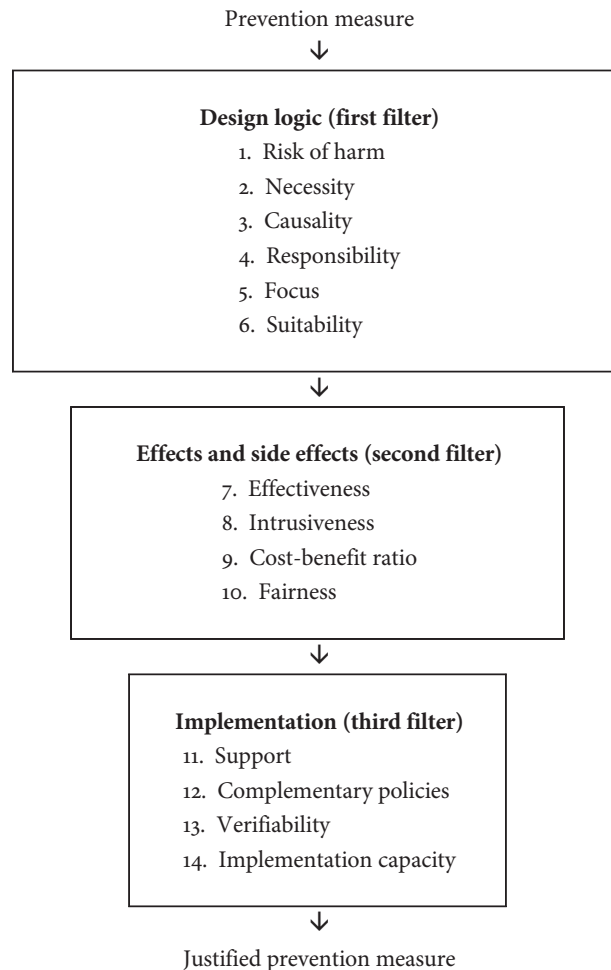 Prevention measure
Design logic (first filter)
1. Risk of harm
2. Necessity
3. Causality
4. Responsibility
5. Focus
6. Suitability
Effects and side effects (second filter)
7. Effectiveness
8. Intrusiveness
9. Cost-benefit ratio
10. Fairness
Implementation (third filter)
11. Support
12. Complementary policies
13. Verifiability
14. Implementation capacity
Justified prevention measure